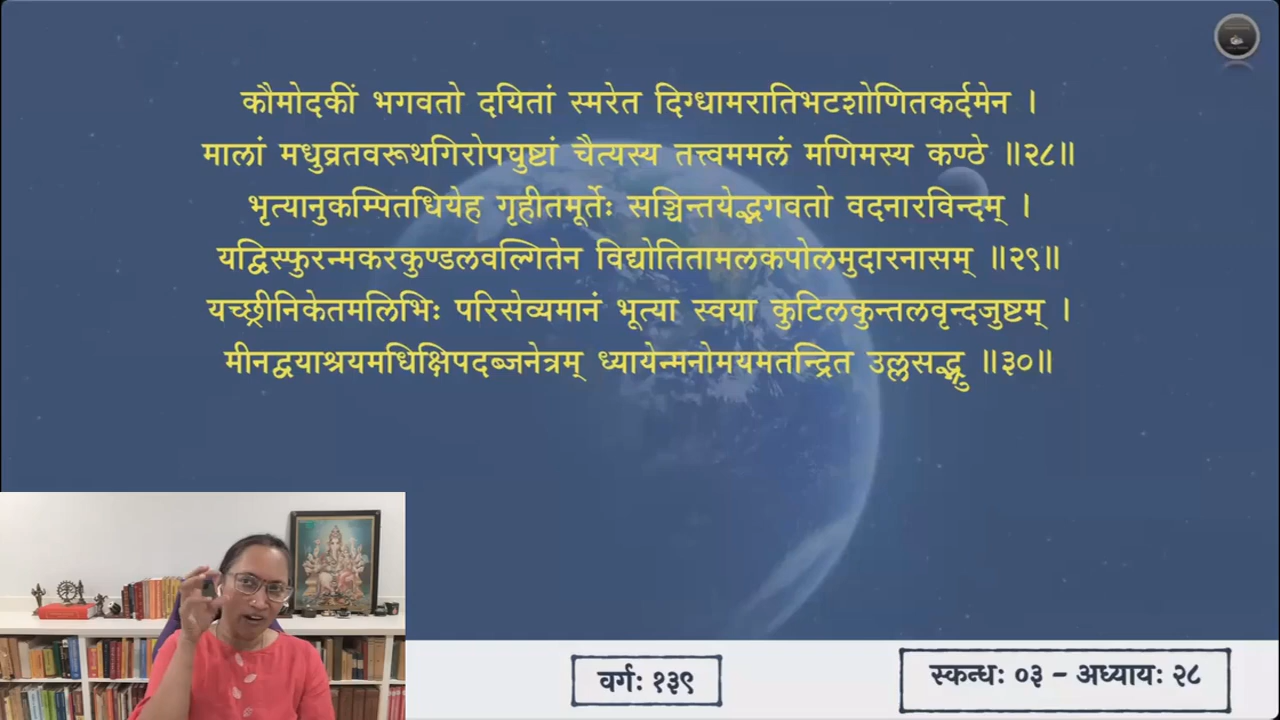 कौमोदकीं भगवतो दयितां स्मरेत दिग्धामरातिभटशोणितकर्दमेन ।
मालां मधुव्रतवरूथगिरोपघुष्टां चैत्यस्य तत्त्वममलं मणिमस्य कण्ठे ॥२८॥
भृत्यानुकम्पितधियेह गृहीतमूर्तेः सञ्चिन्तयेद्भगवतो वदनारविन्दम् ।
यद्विस्फुरन्मकरकुण्डलवल्गितेन विद्योतितामलकपोलमुदारनासम् ॥२९॥
यच्छ्रीनिकेतमलिभिः परिसेव्यमानं भूत्या स्वया कुटिलकुन्तलवृन्दजुष्टम् ।
मीनद्वयाश्रयमधिक्षिपदब्जनेत्रम् ध्यायेन्मनोमयमतन्द्रित उल्लसद्भ्रु ॥३०॥
वर्गः १३९
स्कन्धः ०३ - अध्यायः २८